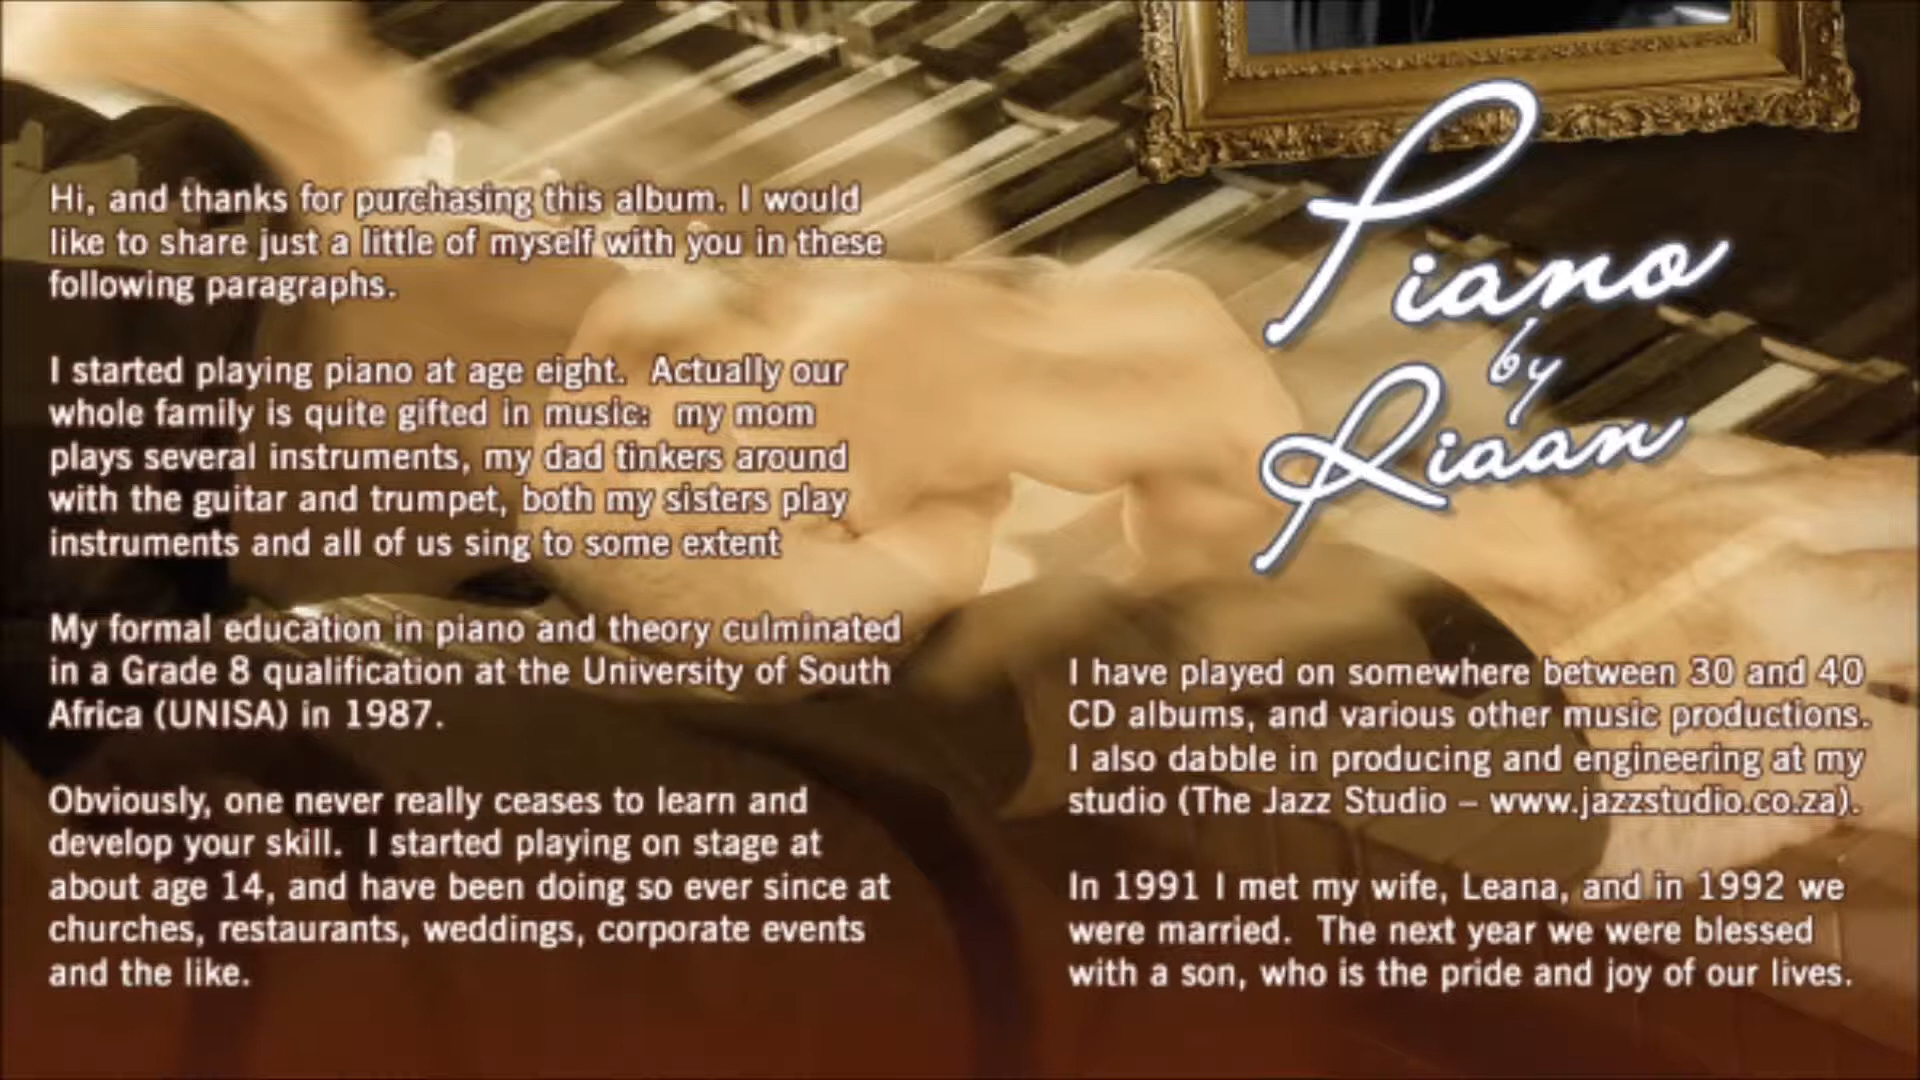 Hi, and thanks for purchasing this album. I would
like to share just a little of myself with you in these
following paragraphs.
I started playing piano at age eight.  Actually our
whole family is quite gifted in music:  my mom
plays several instruments, my dad tinkers around
with the guitar and trumpet, both my sisters play
instruments and all of us sing to some extent
My formal education in piano and theory culminated
in a Grade 8 qualification at the University of South
Africa (UNISA) in 1987.
Obviously, one never really ceases to learn and
develop your skill.  I started playing on stage at
about age 14, and have been doing so ever since at
churches, restaurants, weddings, corporate events
and the like.
Piano
by
Riaan
I have played on somewhere between 30 and 40
CD albums, and various other music productions.
I also dabble in producing and engineering at my
studio (The Jazz Studio – www.jazzstudio.co.za).
In 1991 I met my wife, Leana, and in 1992 we
were married.  The next year we were blessed
with a son, who is the pride and joy of our lives.